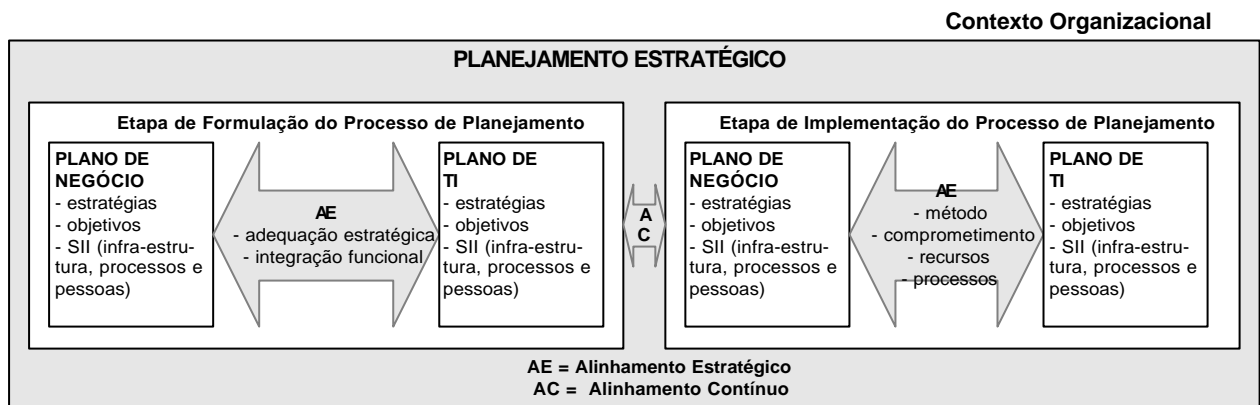 Contexto Organizacional
PLANEJAMENTO ESTRATÉGICO
Etapa de Formulação do Processo de Planejamento
PLANO DE
NEGÓCIO
- estratégias
- objetivos
- SII (infra-estru-
tura, processos e
pessoas)
AE
- adequação estratégica
- integração funcional
PLANO DE
TI
- estratégias
- objetivos
- SII (infra-estru-
tura, processos e
pessoas)
A
C
Etapa de Implementação do Processo de Planejamento
PLANO DE
NEGÓCIO
- estratégias
- objetivos
- SII (infra-estru-
tura, processos e
pessoas)
AE
- método
- comprometimento
- recursos
- processos
PLANO DE
TI
- estratégias
- objetivos
- SII (infra-estru-
tura, processos e
pessoas)
AE = Alinhamento Estratégico
AC = Alinhamento Contínuo